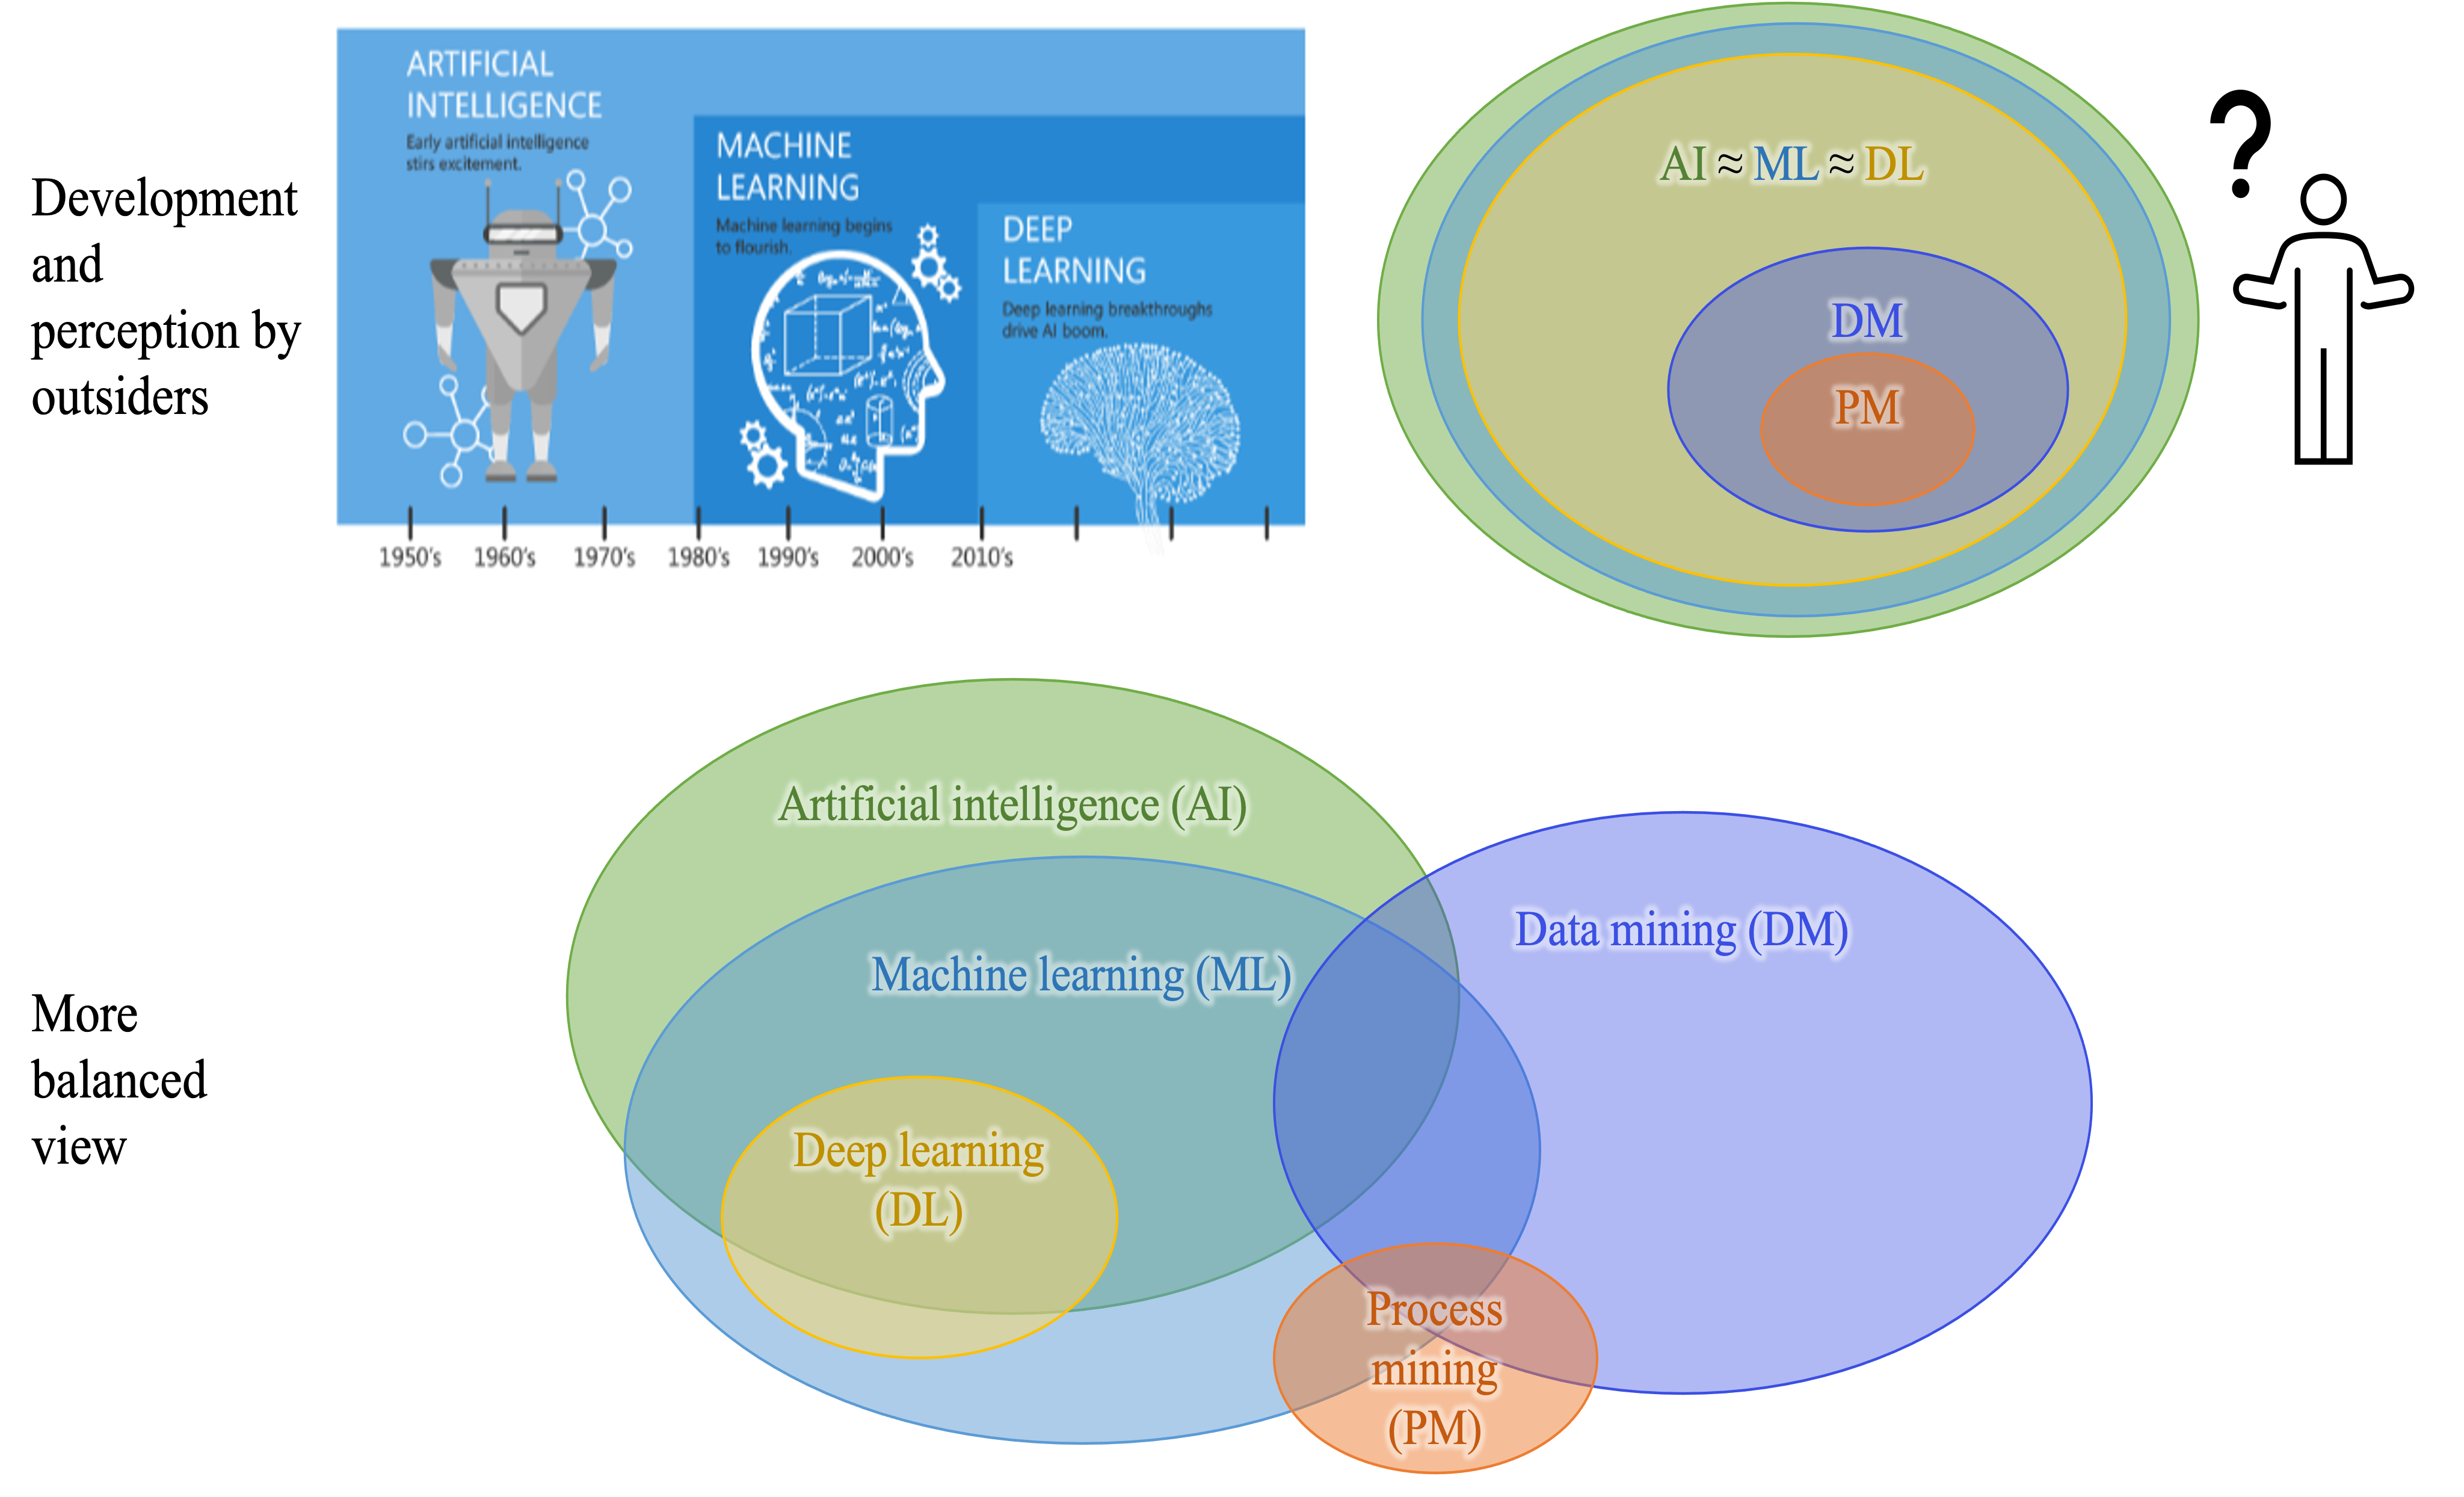 Development
and
perception by
outsiders
ARTIFICIAL
INTELLIGENCE
Early artificial intelligence
stirs excitement.
MACHINE
LEARNING
Machine learning begins
to flourish.
DEEP
LEARNING
Deep learning breakthroughs
drive AI boom.
1950's 1960's 1970's 1980's 1990's 2000's 2010's
AI ≈ ML ≈ DL
DM
PM
?
More
balanced
view
Artificial intelligence (AI)
Machine learning (ML)
Deep learning
(DL)
Data mining (DM)
Process
mining
(PM)